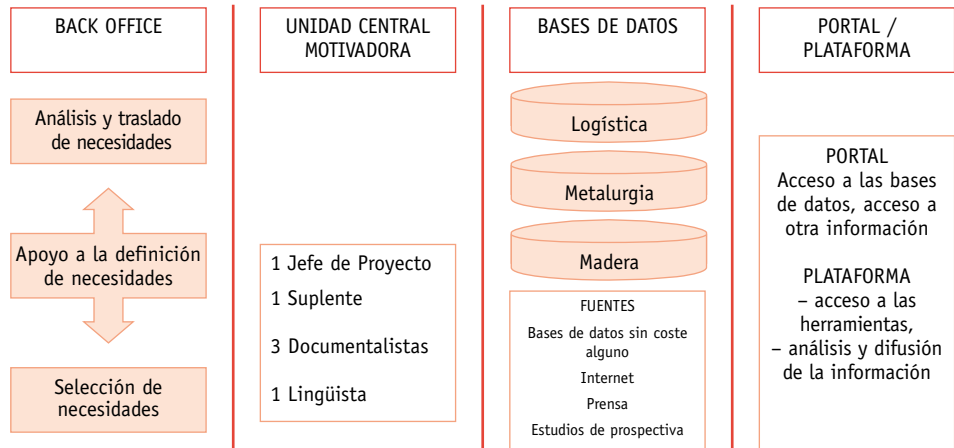 BACK OFFICE
Análisis y traslado
de necesidades
Apoyo a la definición
de necesidades
Selección de
necesidades
UNIDAD CENTRAL
MOTIVADORA
1 Jefe de Proyecto
1 Suplente
3 Documentalistas
1 Lingüista
BASES DE DATOS
Logística
Metalurgia
Madera
FUENTES
Bases de datos sin coste
alguno
Internet
Prensa
Estudios de prospectiva
PORTAL /
PLATAFORMA
PORTAL
Acceso a las bases
de datos, acceso a
otra información
PLATAFORMA
– acceso a las
herramientas,
– análisis y difusión
de la información